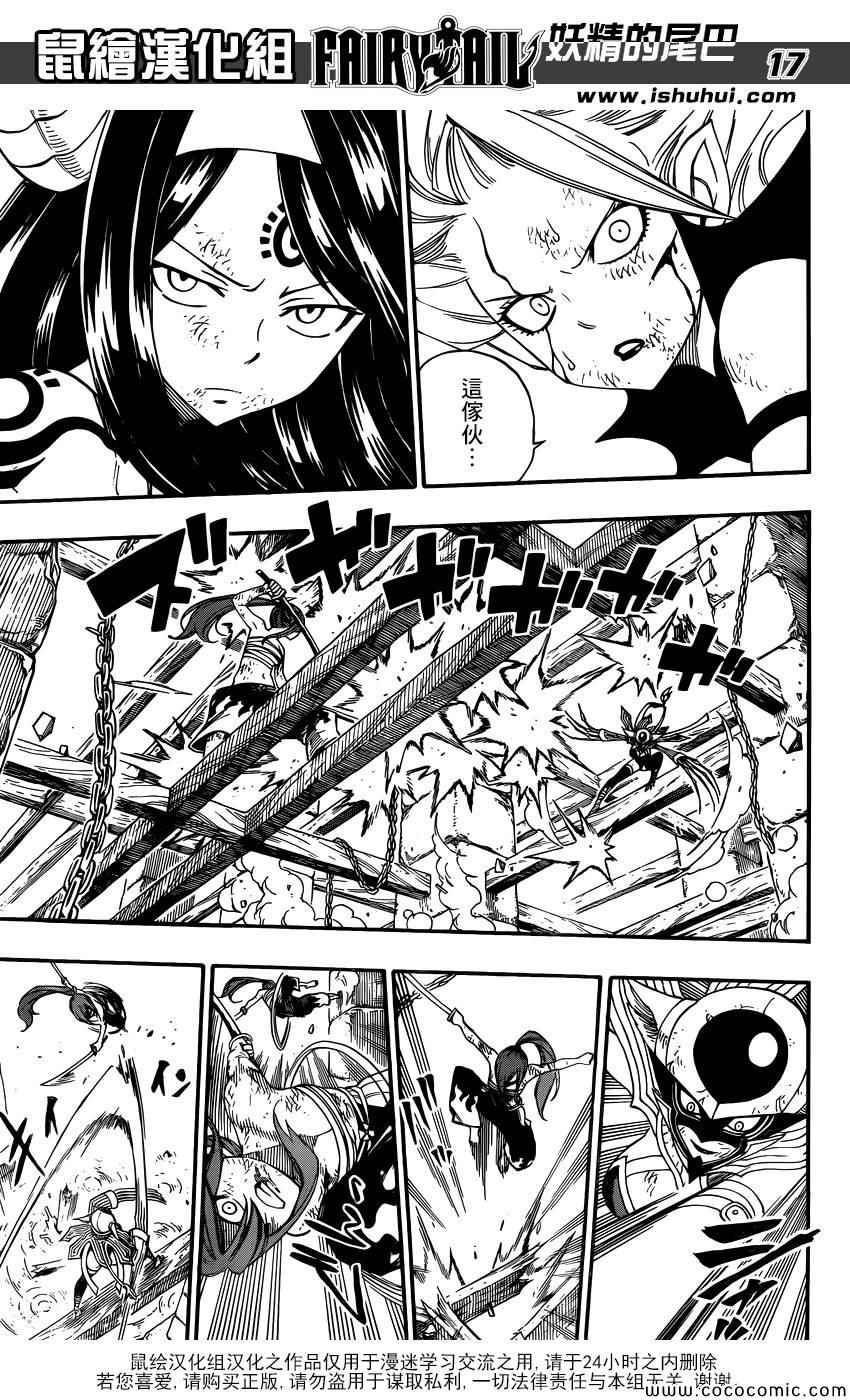 鼠繪漢化組 FAIRY TAIL 妖精的尾巴 17
www.ishuhui.com
這傢伙…
ズガガガガガ
ギィン
鼠绘汉化组汉化之作品仅用于漫迷学习交流之用, 请于24小时之内删除
若您喜爱, 请购买正版, 请勿用于谋取私利, 一切法律责任与本组无关, 谢谢
www.cococomic.com